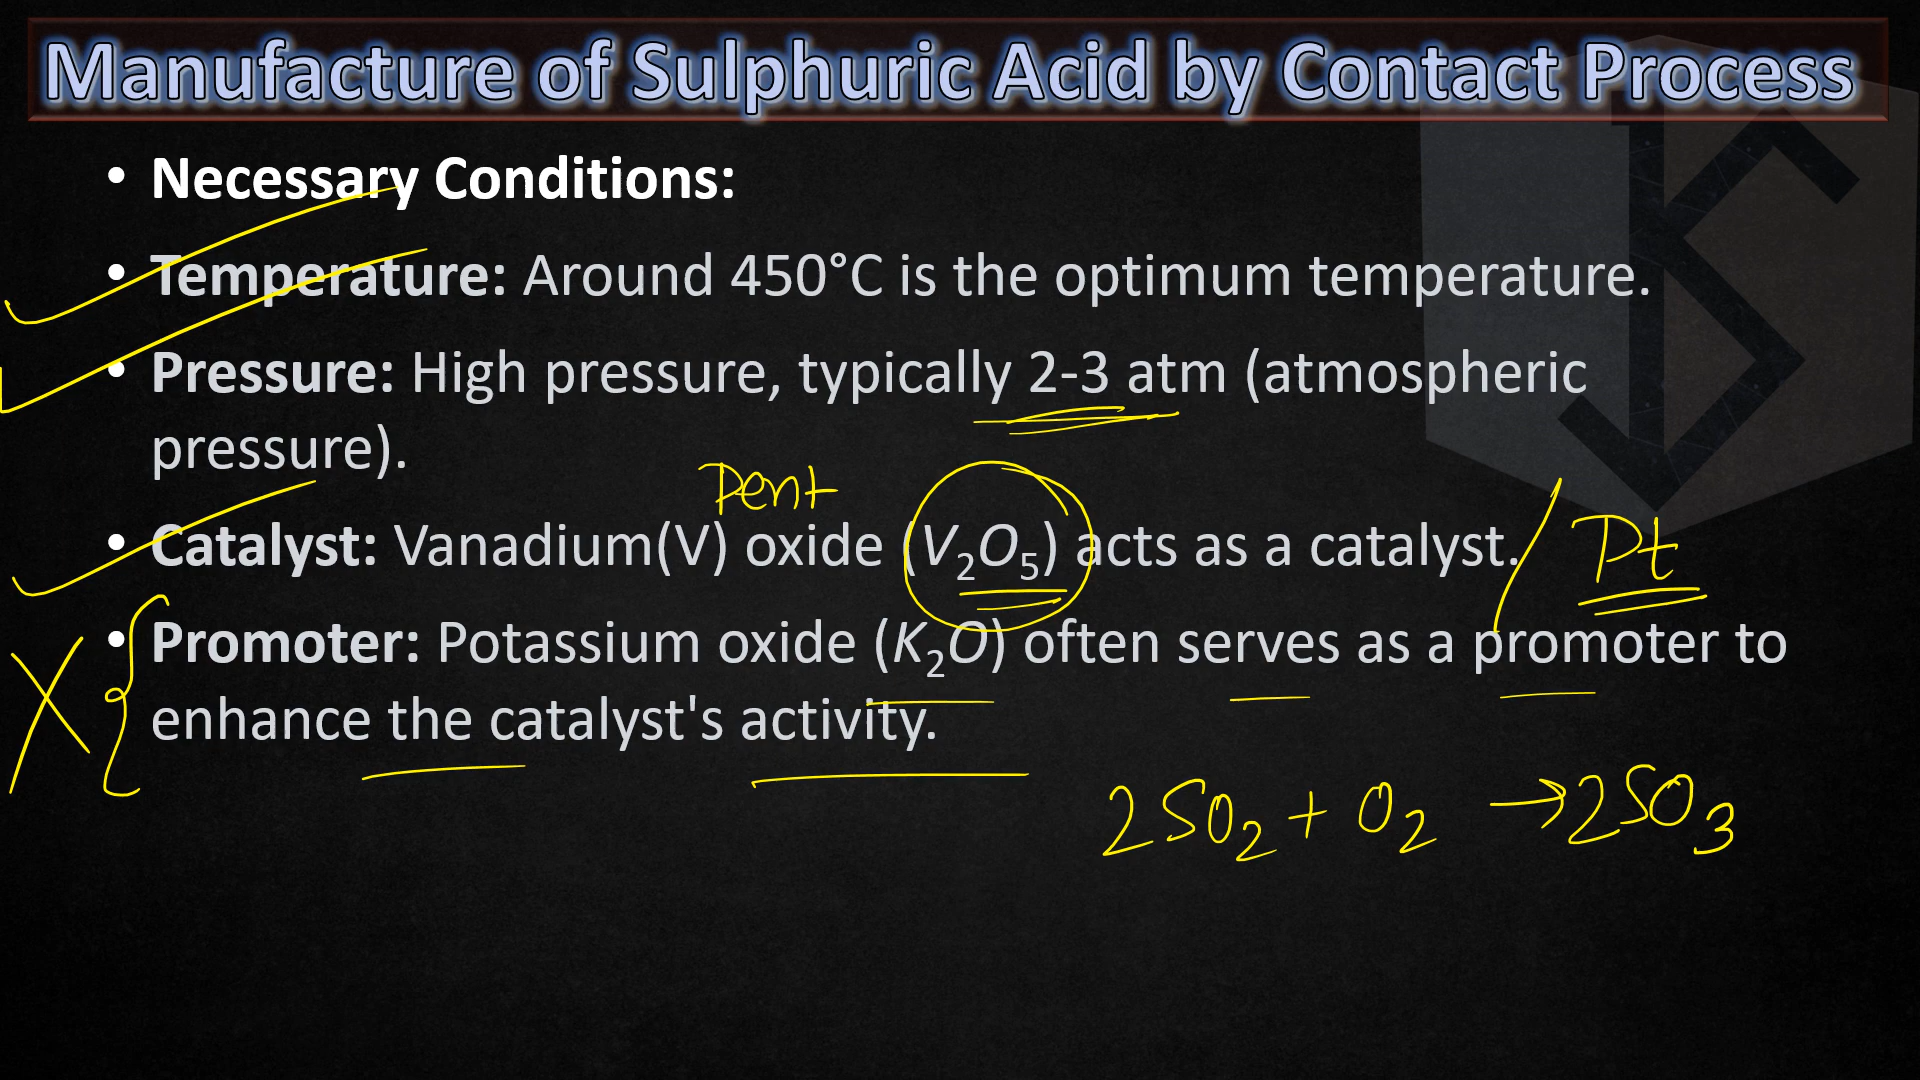 Manufacture of Sulphuric Acid by Contact Process
• Necessary Conditions:
• Temperature: Around 450°C is the optimum temperature.
• Pressure: High pressure, typically 2-3 atm (atmospheric
pressure).
Pent
• Catalyst: Vanadium(V) oxide (V₂O₅) acts as a catalyst. / Pt
• Promoter: Potassium oxide (K₂O) often serves as a promoter to
enhance the catalyst's activity.
2SO₂ + O₂ → 2SO₃